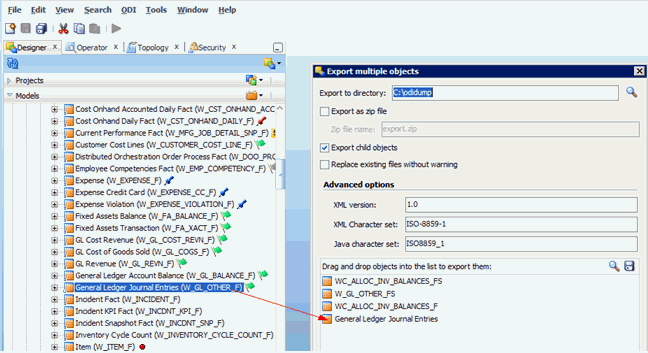 File Edit View Search ODI Tools Window Help
Designer Operator Topology Security
Projects
Models
Cost Onhand Accounted Daily Fact (W_CST_ONHAND_ACC
Cost Onhand Daily Fact (W_CST_ONHAND_F)
Current Performance Fact (W_MFG_JOB_DETAIL_SNP_F)
Customer Cost Lines (W_CUSTOMER_COST_LINE_F)
Distributed Orchestration Order Process Fact (W_DOO_PRO
Employee Competencies Fact (W_EMP_COMPETENCY_F)
Expense (W_EXPENSE_F)
Expense Credit Card (W_EXPENSE_CC_F)
Expense Violation (W_EXPENSE_VIOLATION_F)
Fixed Assets Balance (W_FA_BALANCE_F)
Fixed Assets Transaction (W_FA_XACT_F)
GL Cost Revenue (W_GL_COST_REVN_F)
GL Cost of Goods Sold (W_GL_COGS_F)
GL Revenue (W_GL_REVN_F)
General Ledger Account Balance (W_GL_BALANCE_F)
General Ledger Journal Entries (W_GL_OTHER_F)
Incident Fact (W_INCIDENT_F)
Incident KPI Fact (W_INCDNT_KPI_F)
Incident Snapshot Fact (W_INCDNT_SNP_F)
Inventory Cycle Count (W_INVENTORY_CYCLE_COUNT_F)
Item (W_ITEM_F)
Export multiple objects
Export to directory: C:\odidump
Export as zip file
Zip file name: export.zip
Export child objects
Replace existing files without warning
Advanced options
XML version: 1.0
XML Character set: ISO-8859-1
Java character set: ISO8859_1
Drag and drop objects into the list to export them:
WC_ALLOC_INV_BALANCES_FS
W_GL_OTHER_FS
WC_ALLOC_INV_BALANCES_F
General Ledger Journal Entries